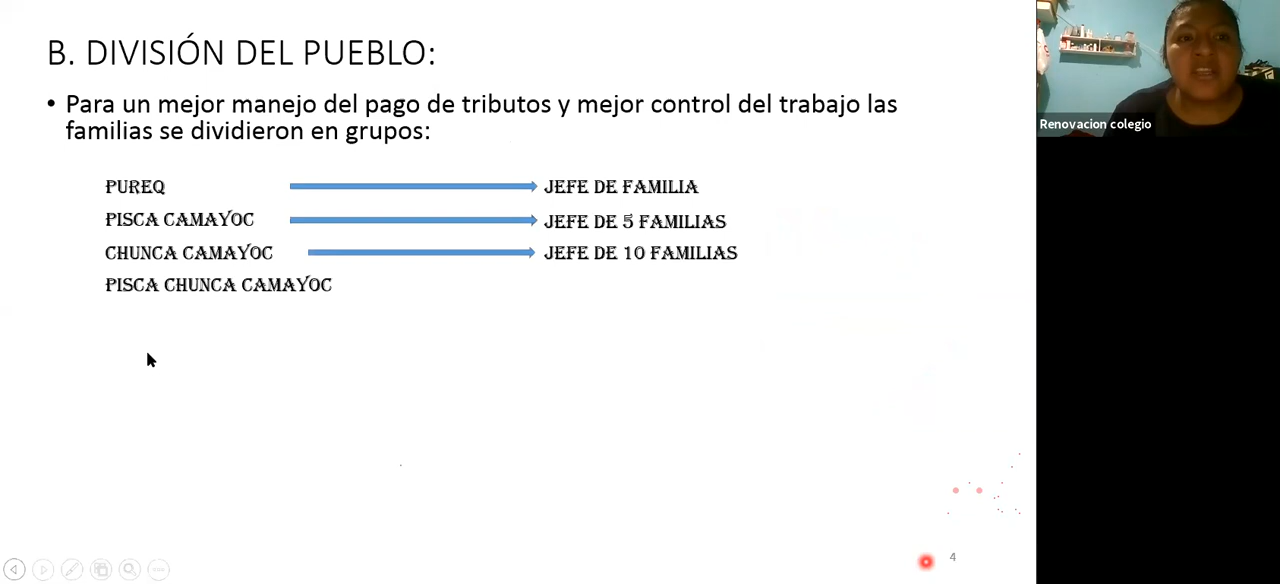 B. DIVISIÓN DEL PUEBLO:
• Para un mejor manejo del pago de tributos y mejor control del trabajo las
familias se dividieron en grupos:
PUREQ JEFE DE FAMILIA
PISCA CAMAYOC JEFE DE 5 FAMILIAS
CHUNCA CAMAYOC JEFE DE 10 FAMILIAS
PISCA CHUNCA CAMAYOC
Renovacion colegio
4